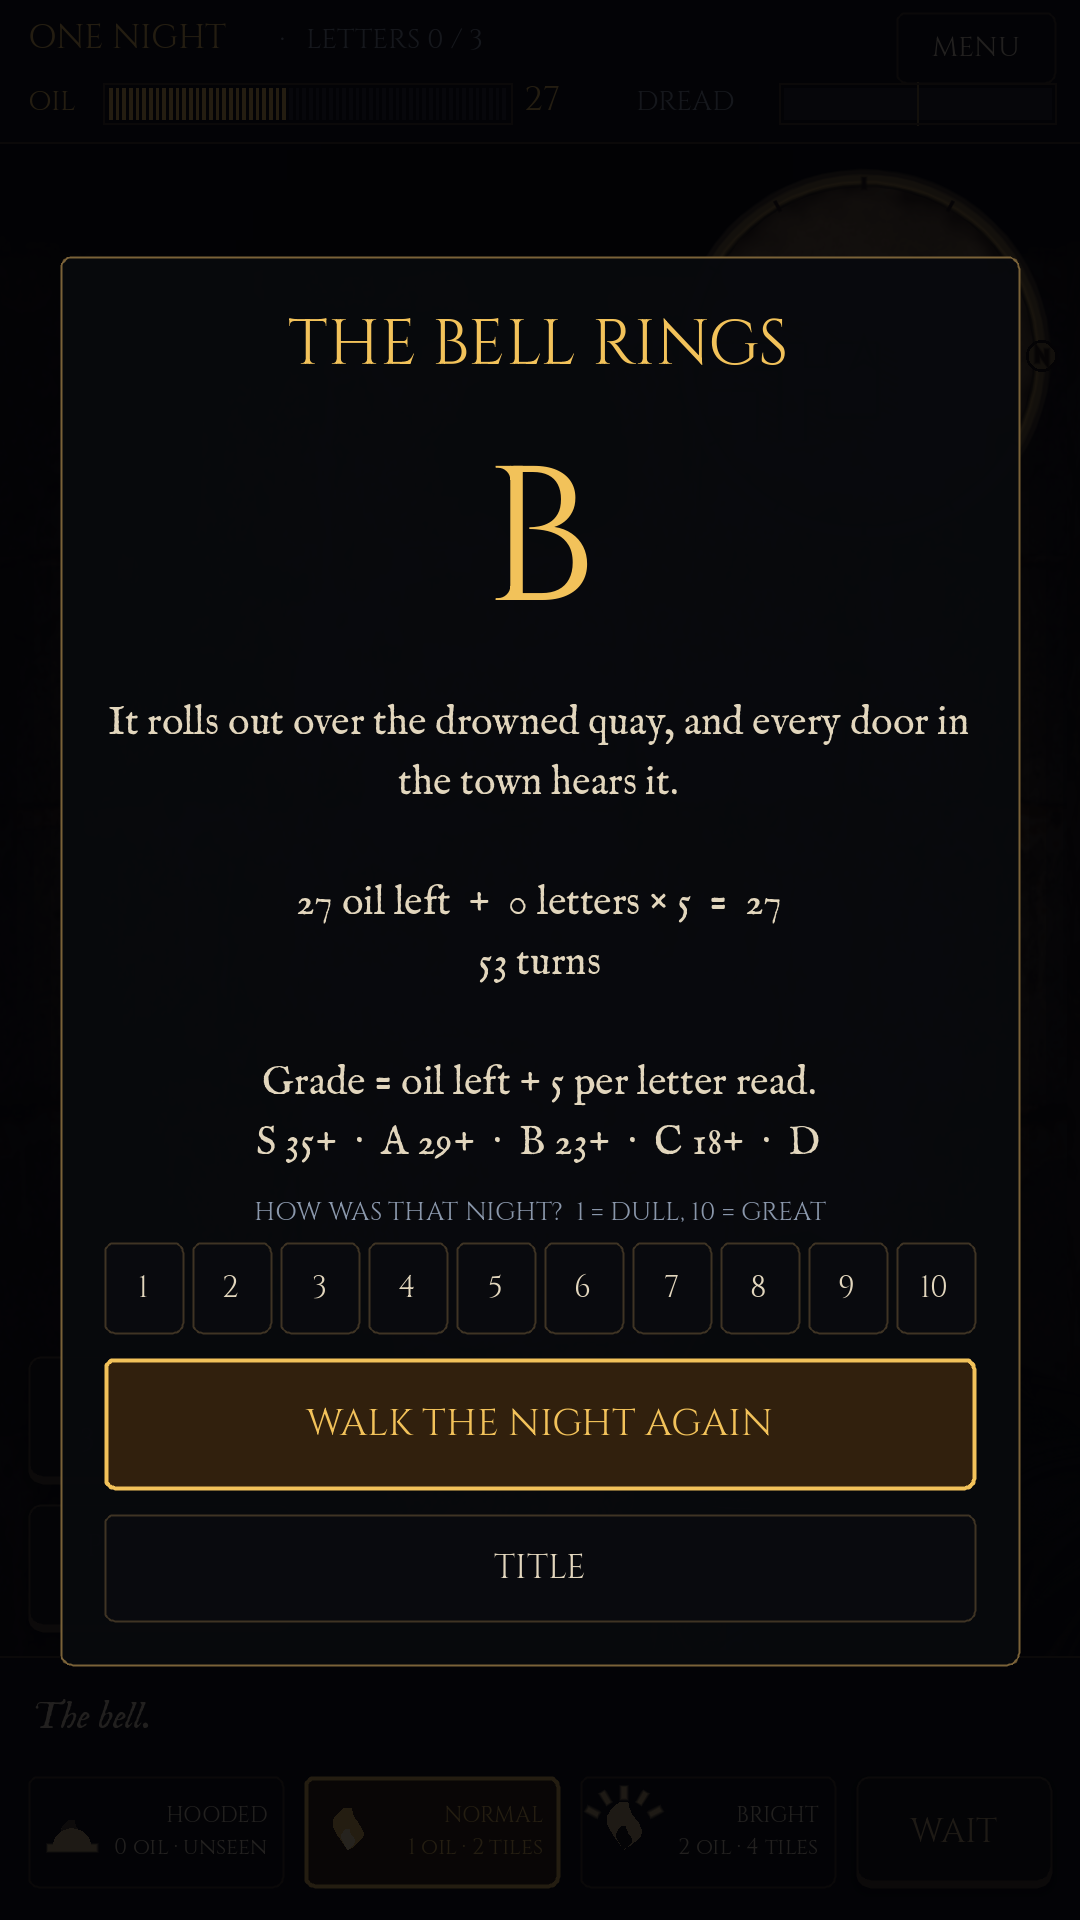 ONE NIGHT · LETTERS 0 / 3
MENU
OIL 27 DREAD
N
THE BELL RINGS
B
It rolls out over the drowned quay, and every door in
the town hears it.
27 oil left + 0 letters × 5 = 27
53 turns
Grade = oil left + 5 per letter read.
S 35+ · A 29+ · B 23+ · C 18+ · D
HOW WAS THAT NIGHT? 1 = DULL, 10 = GREAT
1 2 3 4 5 6 7 8 9 10
WALK THE NIGHT AGAIN
TITLE
The bell.
HOODED
0 OIL · UNSEEN
NORMAL
1 OIL · 2 TILES
BRIGHT
2 OIL · 4 TILES
WAIT